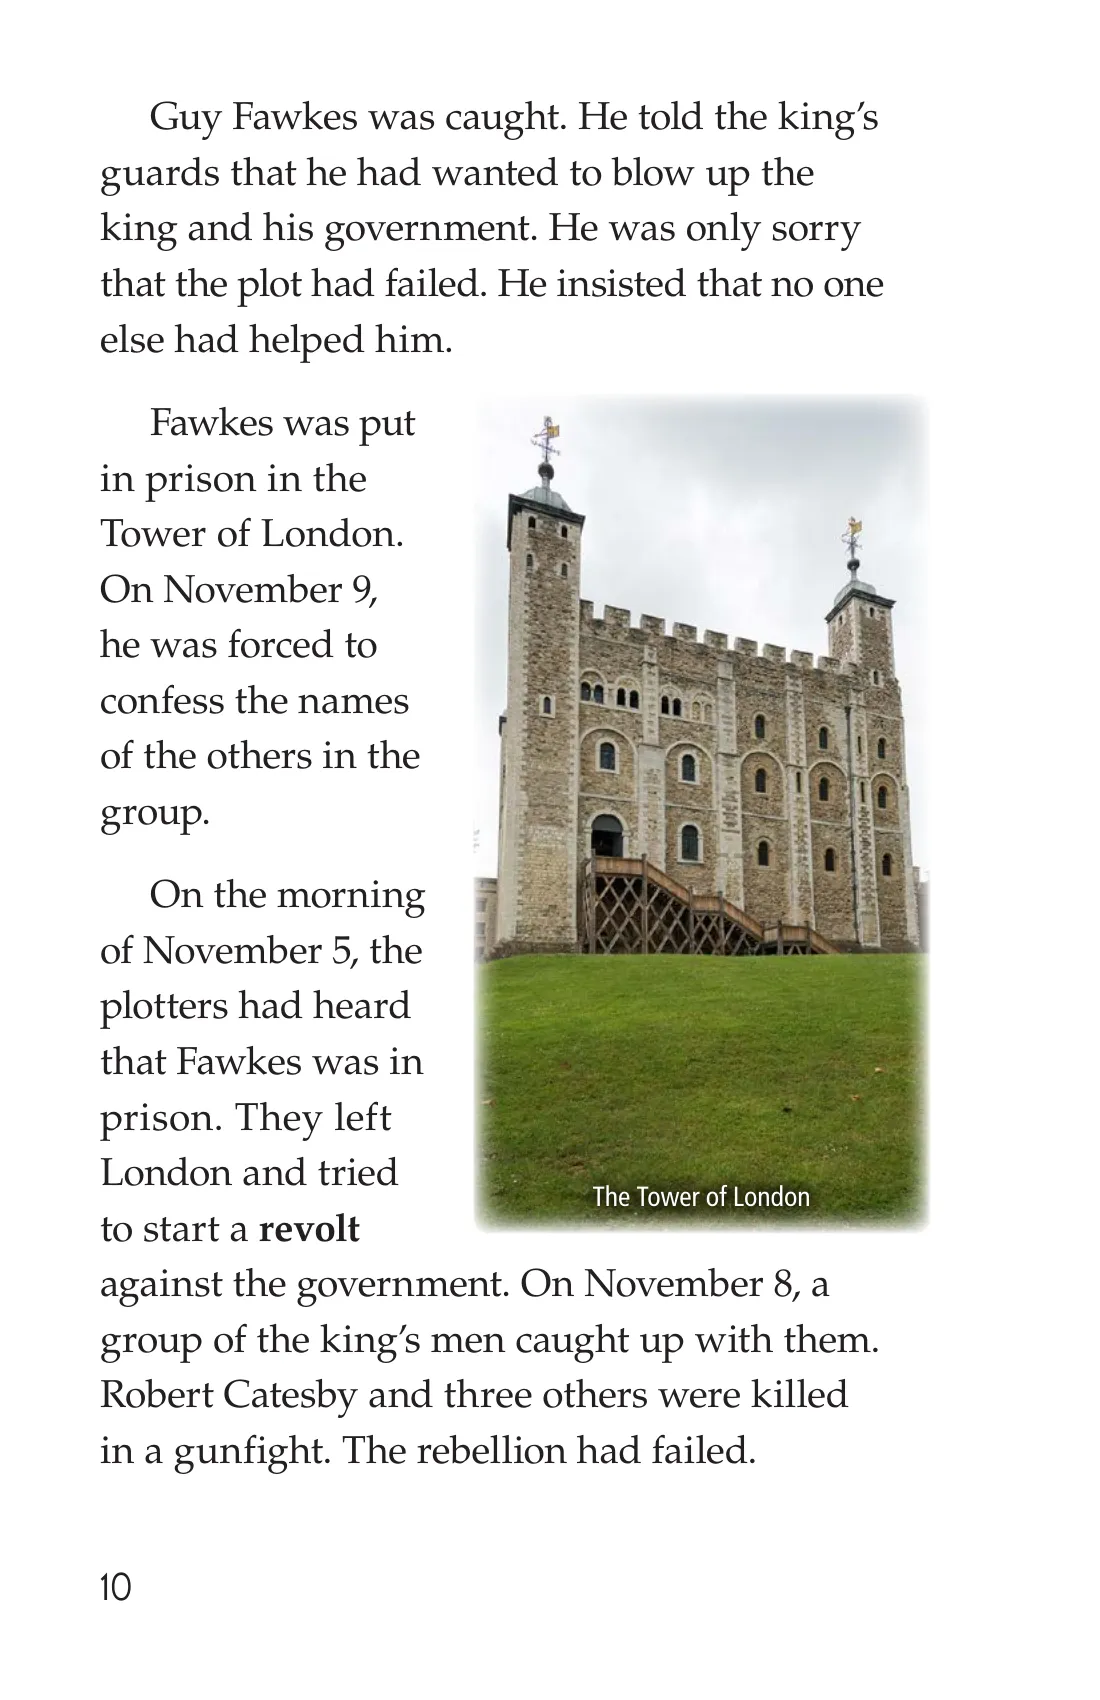 Guy Fawkes was caught. He told the king’s
guards that he had wanted to blow up the
king and his government. He was only sorry
that the plot had failed. He insisted that no one
else had helped him.
Fawkes was put
in prison in the
Tower of London.
On November 9,
he was forced to
confess the names
of the others in the
group.
On the morning
of November 5, the
plotters had heard
that Fawkes was in
prison. They left
London and tried
to start a revolt
against the government. On November 8, a
group of the king’s men caught up with them.
Robert Catesby and three others were killed
in a gunfight. The rebellion had failed.
The Tower of London
10